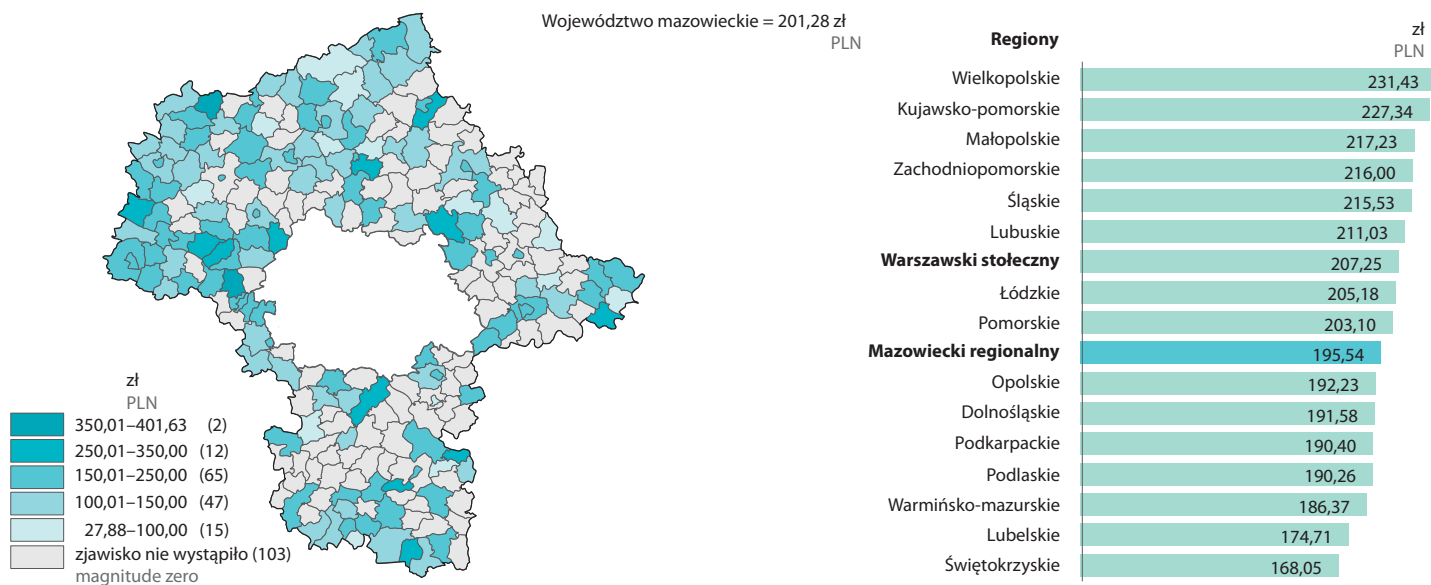 Województwo mazowieckie = 201,28 zł
PLN
zł
PLN
350,01–401,63 (2)
250,01–350,00 (12)
150,01–250,00 (65)
100,01–150,00 (47)
27,88–100,00 (15)
zjawisko nie wystąpiło (103)
magnitude zero
Regiony zł
PLN
Wielkopolskie 231,43
Kujawsko-pomorskie 227,34
Małopolskie 217,23
Zachodniopomorskie 216,00
Śląskie 215,53
Lubuskie 211,03
Warszawski stołeczny 207,25
Łódzkie 205,18
Pomorskie 203,10
Mazowiecki regionalny 195,54
Opolskie 192,23
Dolnośląskie 191,58
Podkarpackie 190,40
Podlaskie 190,26
Warmińsko-mazurskie 186,37
Lubelskie 174,71
Świętokrzyskie 168,05